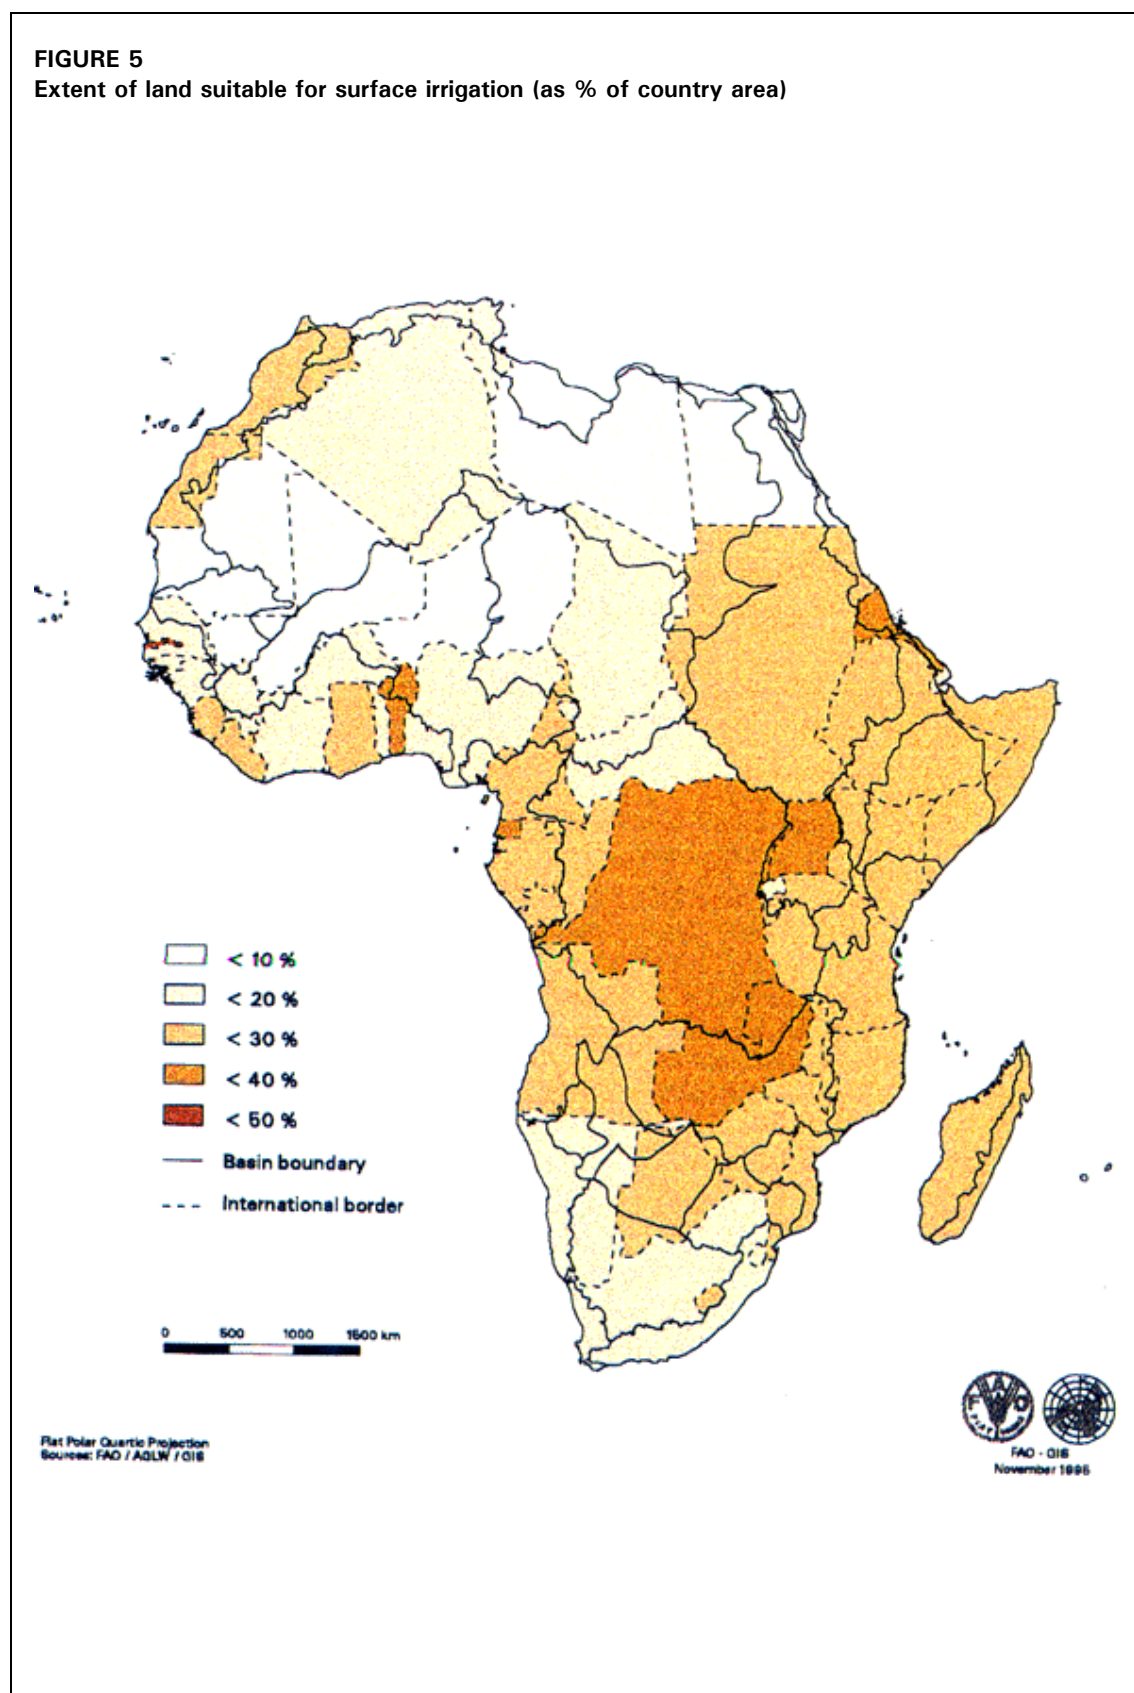 FIGURE 5
Extent of land suitable for surface irrigation (as % of country area)
< 10 %
< 20 %
< 30 %
< 40 %
< 50 %
Basin boundary
International border
0 500 1000 1500 km
Flat Polar Quartic Projection
Sources: FAO / AGLW / GIS
F A O
FAO - GIS
November 1995